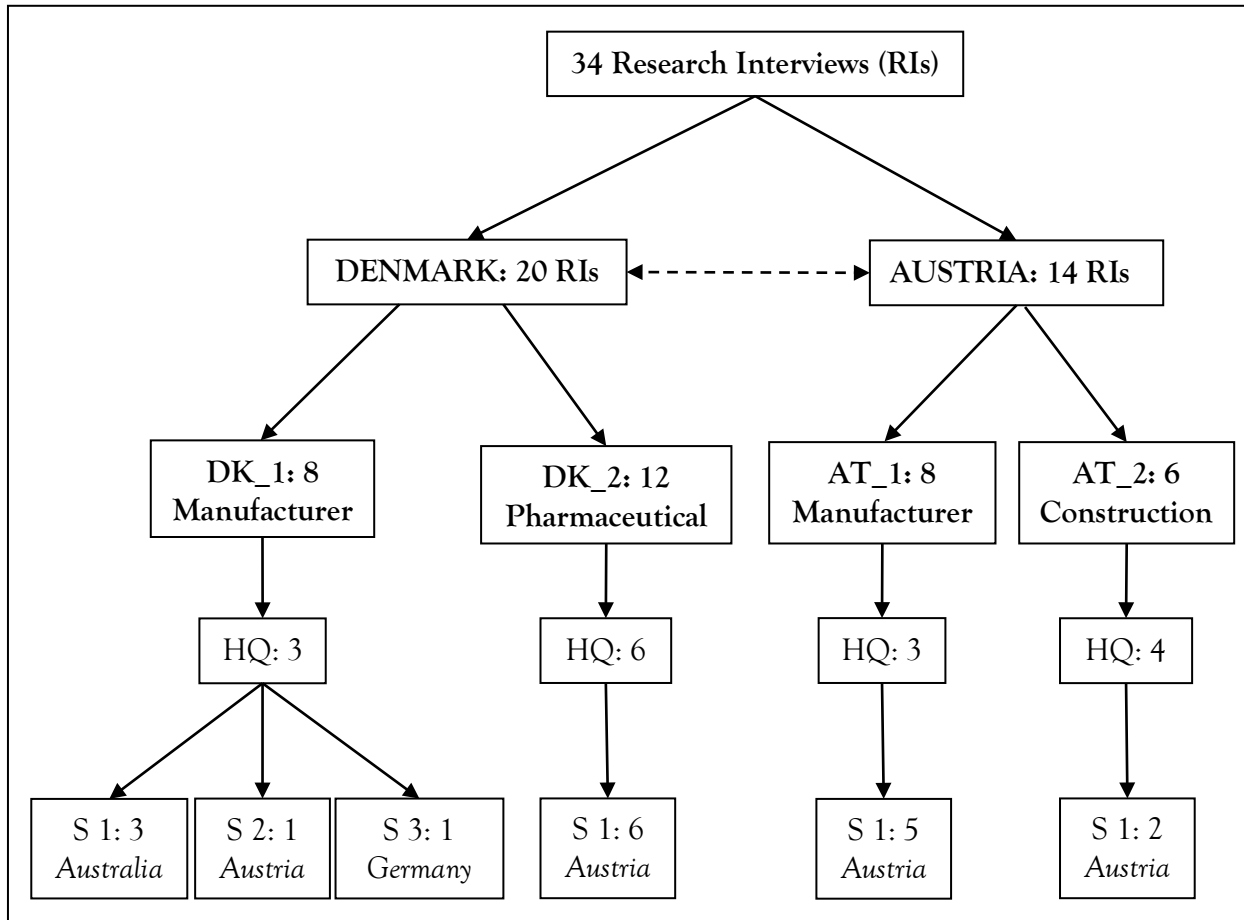 34 Research Interviews (RIs)
DENMARK: 20 RIs
AUSTRIA: 14 RIs
DK_1: 8
Manufacturer
DK_2: 12
Pharmaceutical
AT_1: 8
Manufacturer
AT_2: 6
Construction
HQ: 3
HQ: 6
HQ: 3
HQ: 4
S 1: 3
Australia
S 2: 1
Austria
S 3: 1
Germany
S 1: 6
Austria
S 1: 5
Austria
S 1: 2
Austria